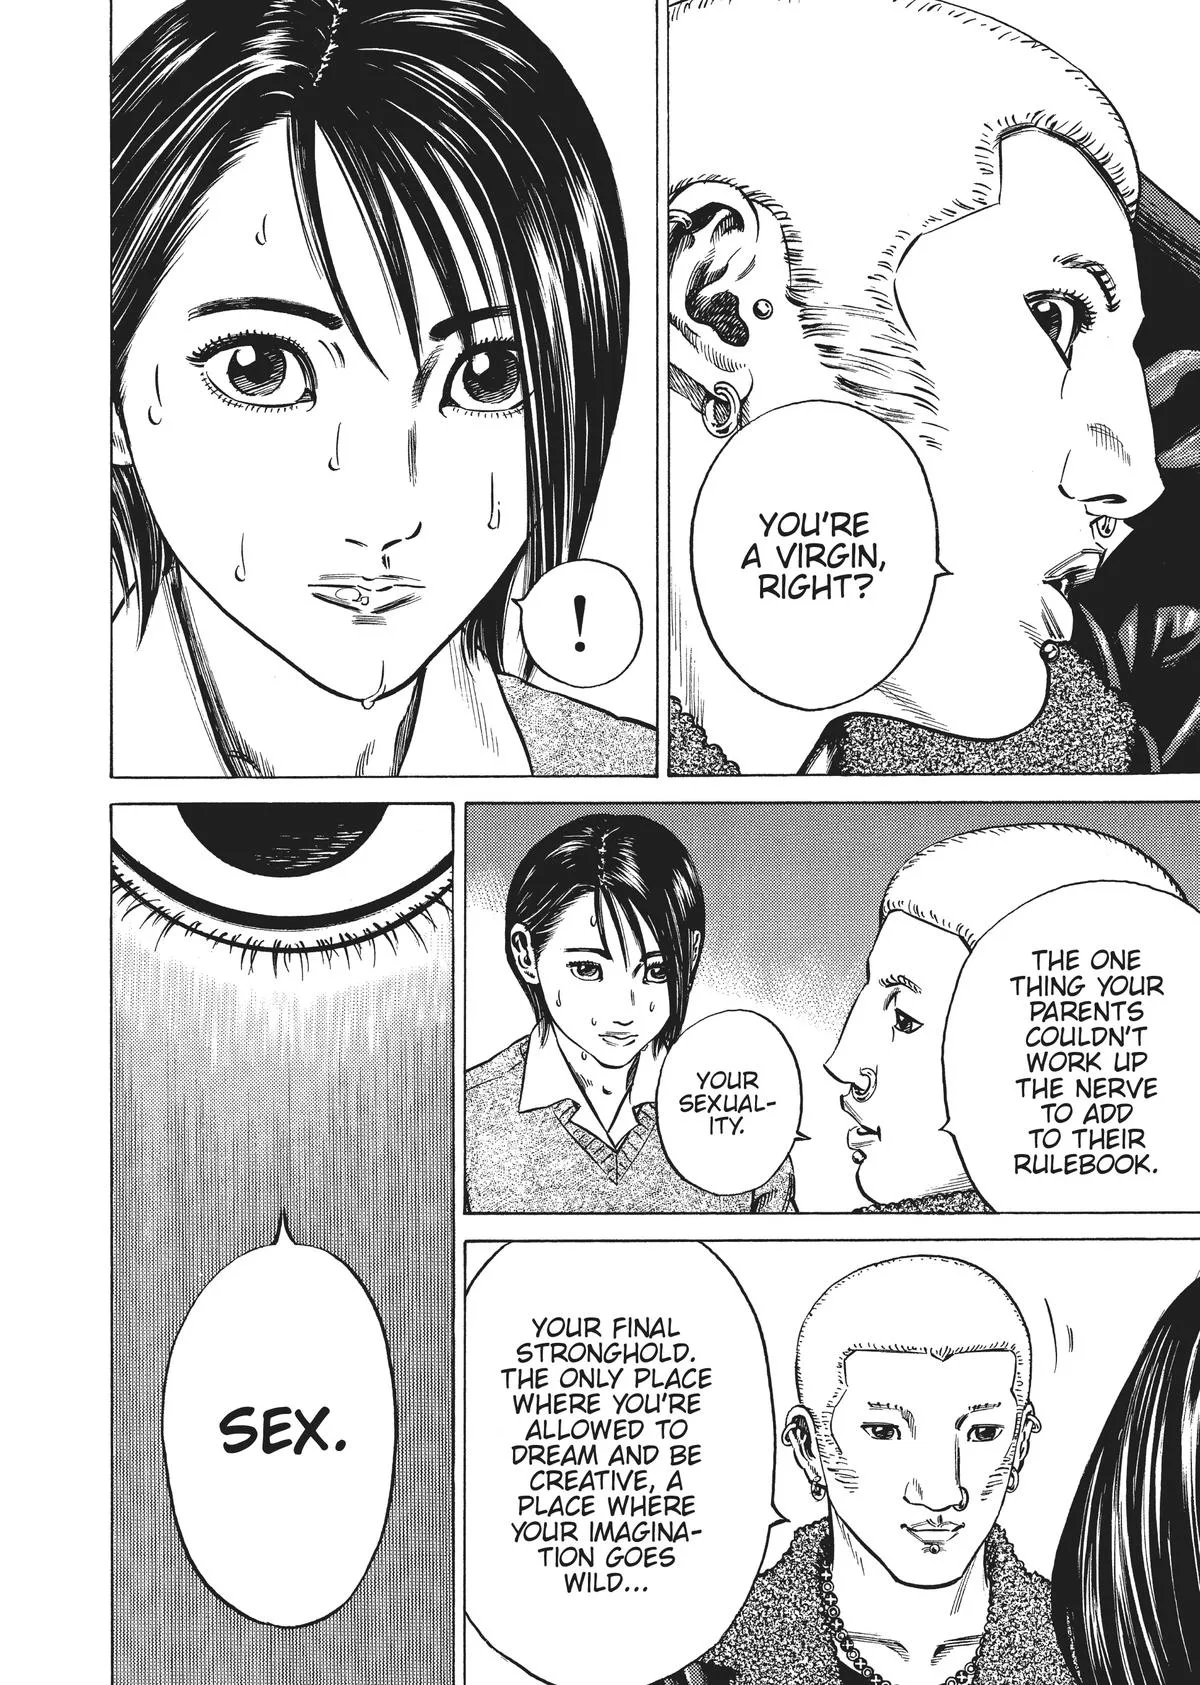 YOU'RE
A VIRGIN,
RIGHT?
!
THE ONE
THING YOUR
PARENTS
COULDN'T
WORK UP
THE NERVE
TO ADD
TO THEIR
RULEBOOK.
YOUR
SEXUAL-
ITY.
YOUR FINAL
STRONGHOLD.
THE ONLY PLACE
WHERE YOU'RE
ALLOWED TO
DREAM AND BE
CREATIVE, A
PLACE WHERE
YOUR IMAGINA-
TION GOES
WILD...
SEX.